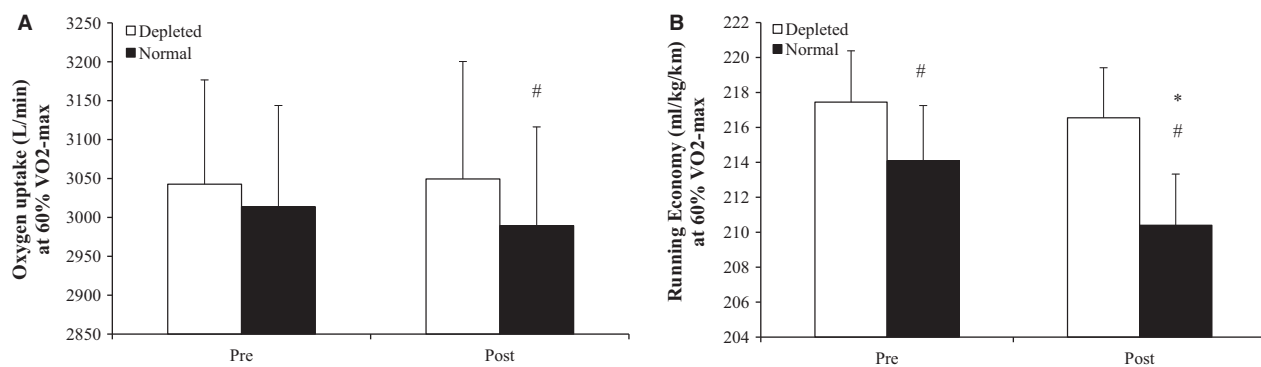 A
Oxygen uptake (L/min)
at 60% VO2-max
3250
3200
3150
3100
3050
3000
2950
2900
2850
Depleted
Normal
#
Pre
Post
B
Running Economy (ml/kg/km)
at 60% VO2-max
222
220
218
216
214
212
210
208
206
204
Depleted
Normal
#
*
#
Pre
Post